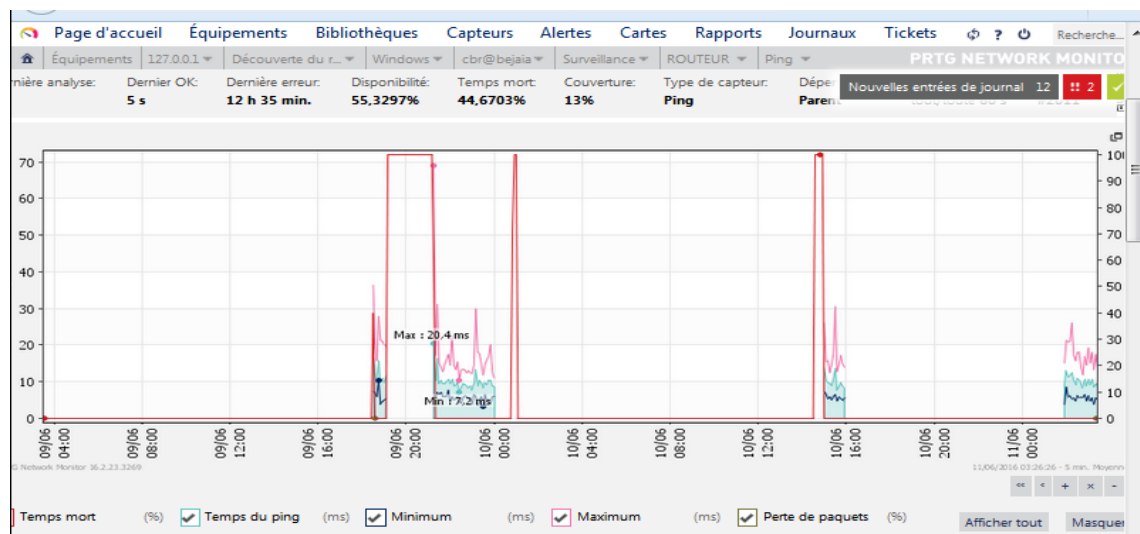 Page d'accueil Équipements Bibliothèques Capteurs Alertes Cartes Rapports Journaux Tickets ? Recherche...
Équipements 127.0.0.1 Découverte du r... Windows cbr@bejaia Surveillance ROUTEUR Ping PRTG NETWORK MONITO
rnière analyse: Dernier OK: Dernière erreur: Disponibilité: Temps mort: Couverture: Type de capteur: Déper
5 s 12 h 35 min. 55,3297% 44,6703% 13% Ping Parent
Nouvelles entrées de journal 12 2
70 60 50 40 30 20 10 0
10 90 80 70 60 50 40 30 20 10 0
Max : 20,4 ms
Min : 7,2 ms
09/06 04:00 09/06 08:00 09/06 12:00 09/06 16:00 09/06 20:00 10/06 00:00 10/06 04:00 10/06 08:00 10/06 12:00 10/06 16:00 10/06 20:00 11/06 00:00
G Network Monitor 16.2.23.3269 11/06/2016 03:26:26 - 5 min. Moyenn
<< < + × -
Temps mort (%) Temps du ping (ms) Minimum (ms) Maximum (ms) Perte de paquets (%)
Afficher tout Masquer